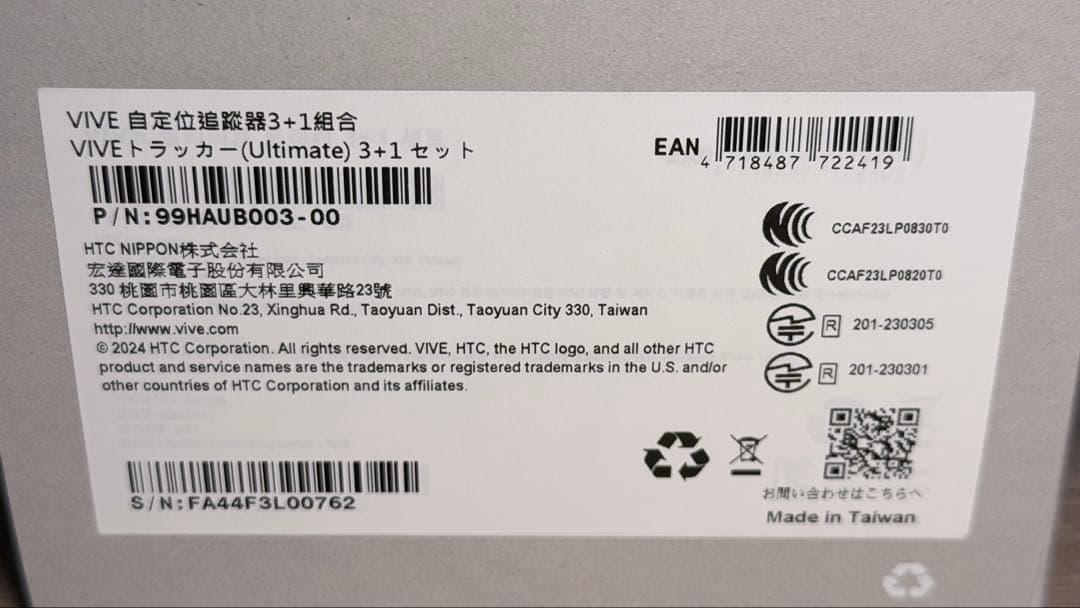 VIVE 自定位追蹤器3+1組合
VIVEトラッカー(Ultimate) 3+1 セット
P/N:99HAUB003-00
EAN
4 718487 722419
HTC NIPPON株式会社
宏達國際電子股份有限公司
330 桃園市桃園區大林里興華路23號
HTC Corporation No.23, Xinghua Rd., Taoyuan Dist., Taoyuan City 330, Taiwan
http://www.vive.com
© 2024 HTC Corporation. All rights reserved. VIVE, HTC, the HTC logo, and all other HTC
product and service names are the trademarks or registered trademarks in the U.S. and/or
other countries of HTC Corporation and its affiliates.
CCAF23LP0830T0
CCAF23LP0820T0
R 201-230305
R 201-230301
S/N:FA44F3L00762
お問い合わせはこちらへ
Made in Taiwan